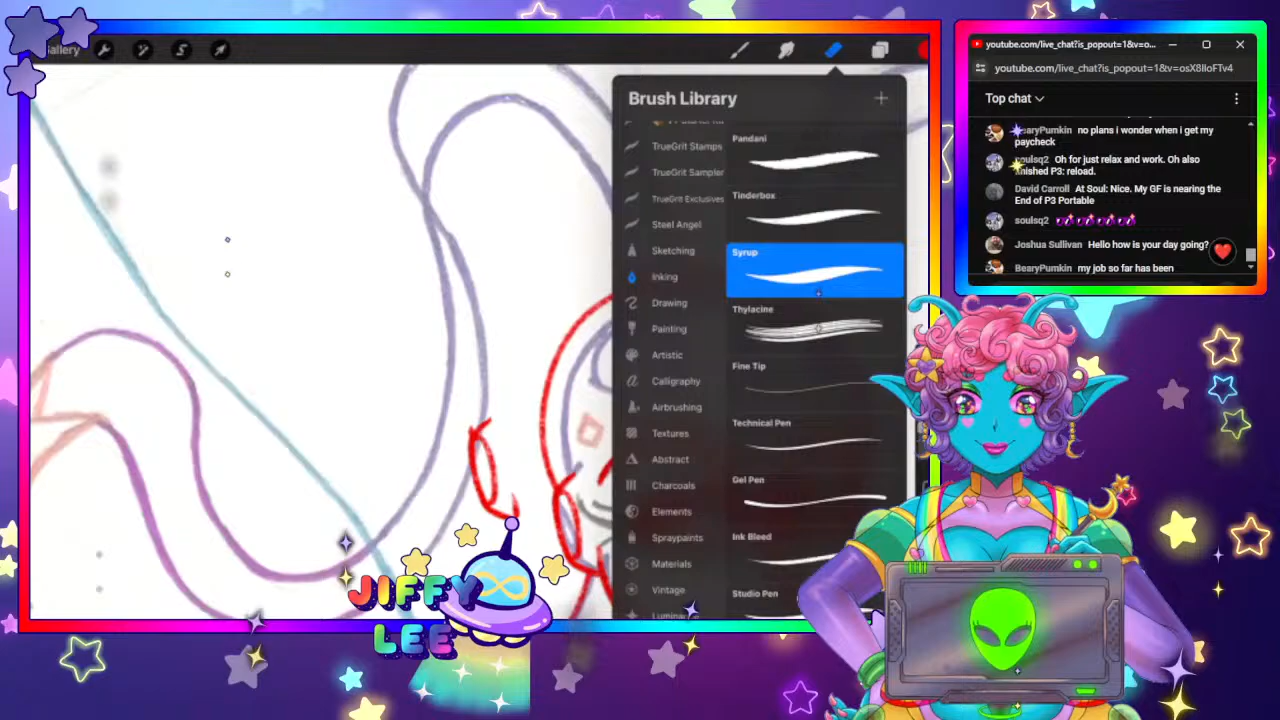 Gallery
Brush Library
TrueGrit Stamps
TrueGrit Sampler
TrueGrit Exclusives
Steel Angel
Sketching
Inking
Drawing
Painting
Artistic
Calligraphy
Airbrushing
Textures
Abstract
Charcoals
Elements
Spraypaints
Materials
Vintage
Pandani
Tinderbox
Syrup
Thylacine
Fine Tip
Technical Pen
Gel Pen
Ink Bleed
Studio Pen
youtube.com/live_chat?is_popout=1&v=o...
youtube.com/live_chat?is_popout=1&v=osX8lloFTv4
Top chat
BearyPumkin no plans i wonder when i get my
paycheck
soulsq2 Oh for just relax and work. Oh also
finished P3: reload.
David Carroll At Soul: Nice. My GF is nearing the
End of P3 Portable
soulsq2
Joshua Sullivan Hello how is your day going?
BearyPumkin my job so far has been
JIFFY
LEE